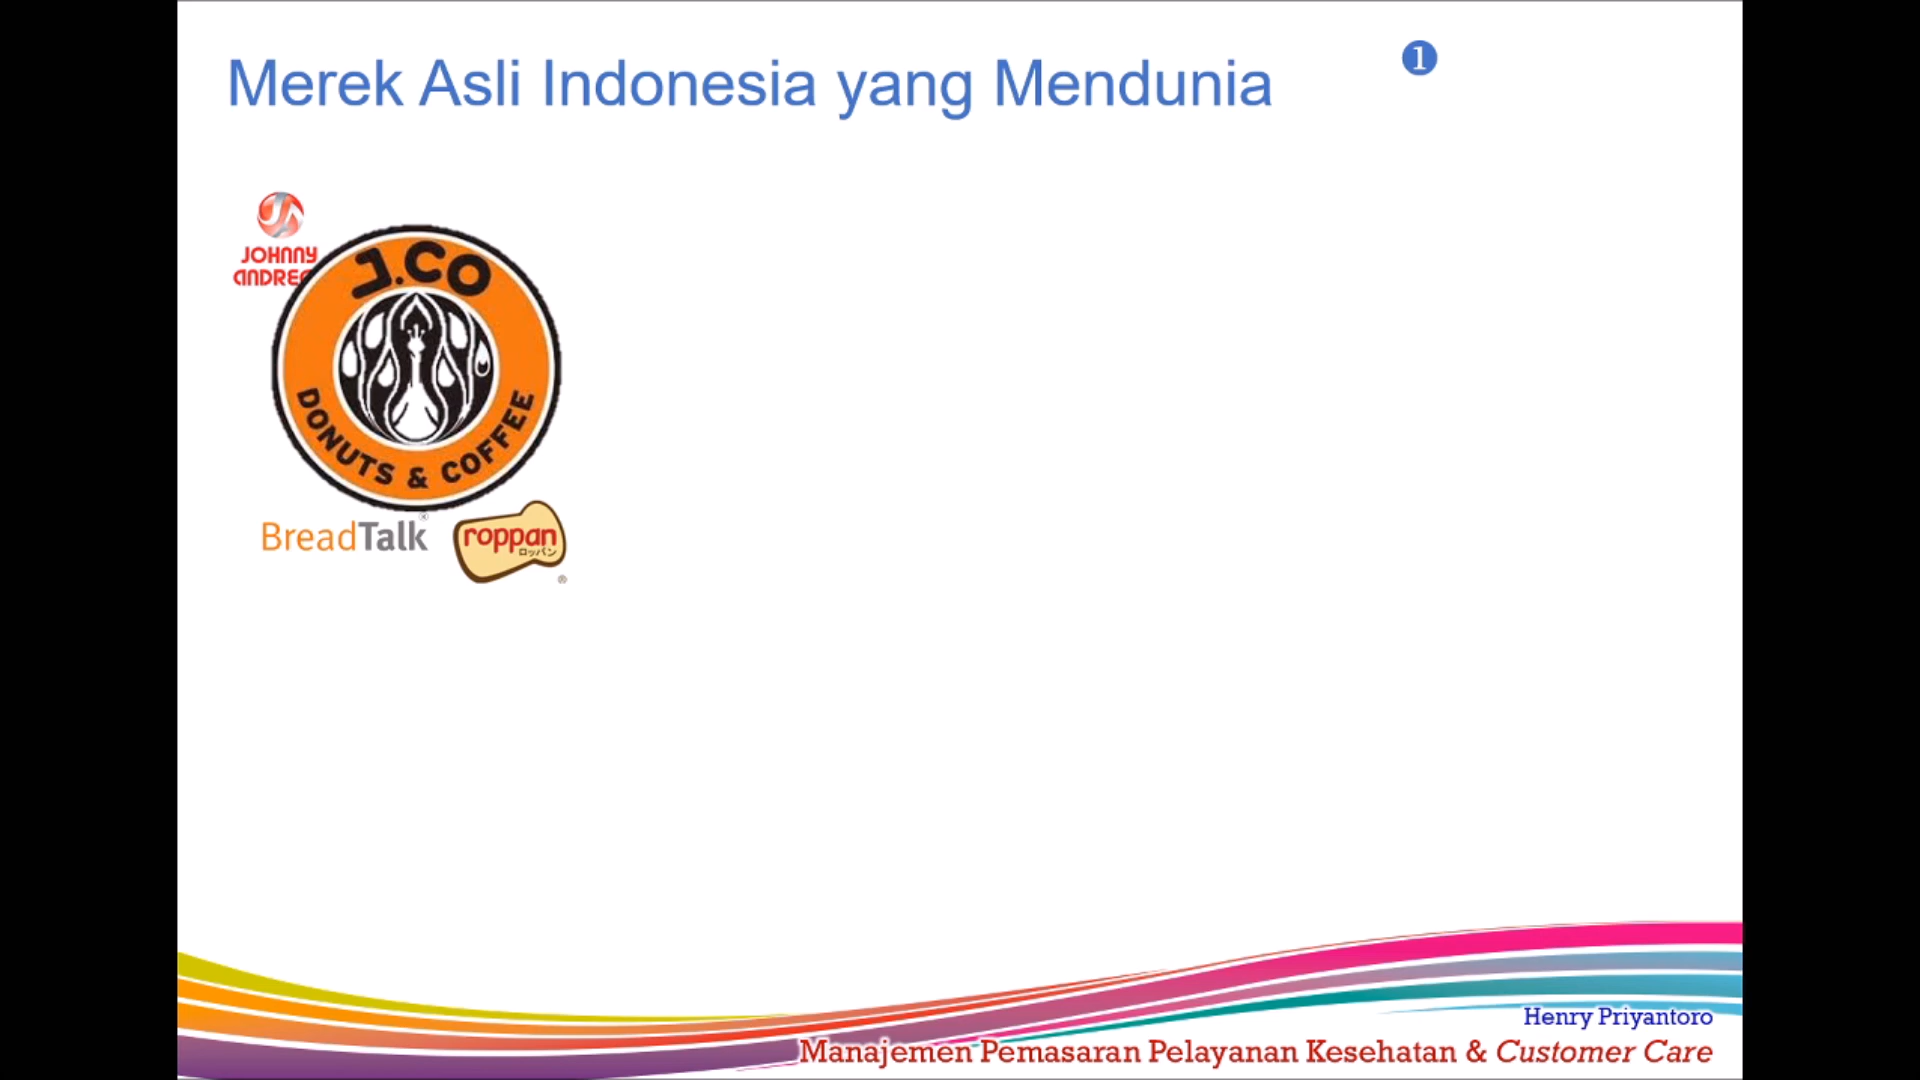 Merek Asli Indonesia yang Mendunia
1
JOHNNY
ANDREA
J.CO
DONUTS & COFFEE
BreadTalk®
roppan
ロッパン
®
Henry Priyantoro
Manajemen Pemasaran Pelayanan Kesehatan & Customer Care